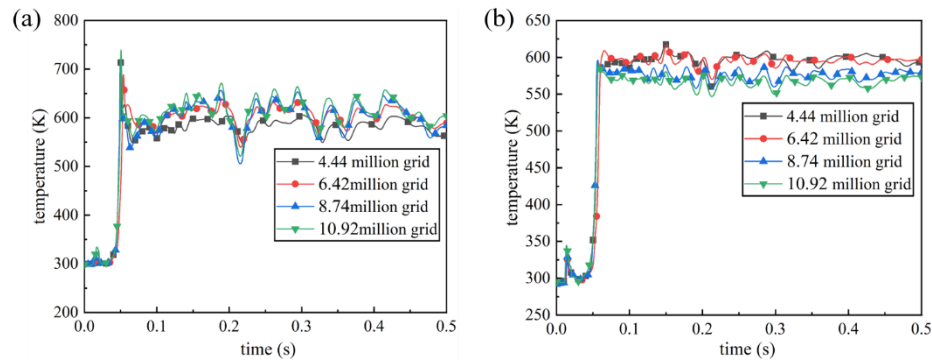 (a)
800
700
600
500
400
300
200
temperature (K)
0.0 0.1 0.2 0.3 0.4 0.5
time (s)
4.44 million grid
6.42million grid
8.74million grid
10.92million grid
(b)
650
600
550
500
450
400
350
300
250
temperature (K)
0.0 0.1 0.2 0.3 0.4 0.5
time (s)
4.44 million grid
6.42 million grid
8.74 million grid
10.92 million grid